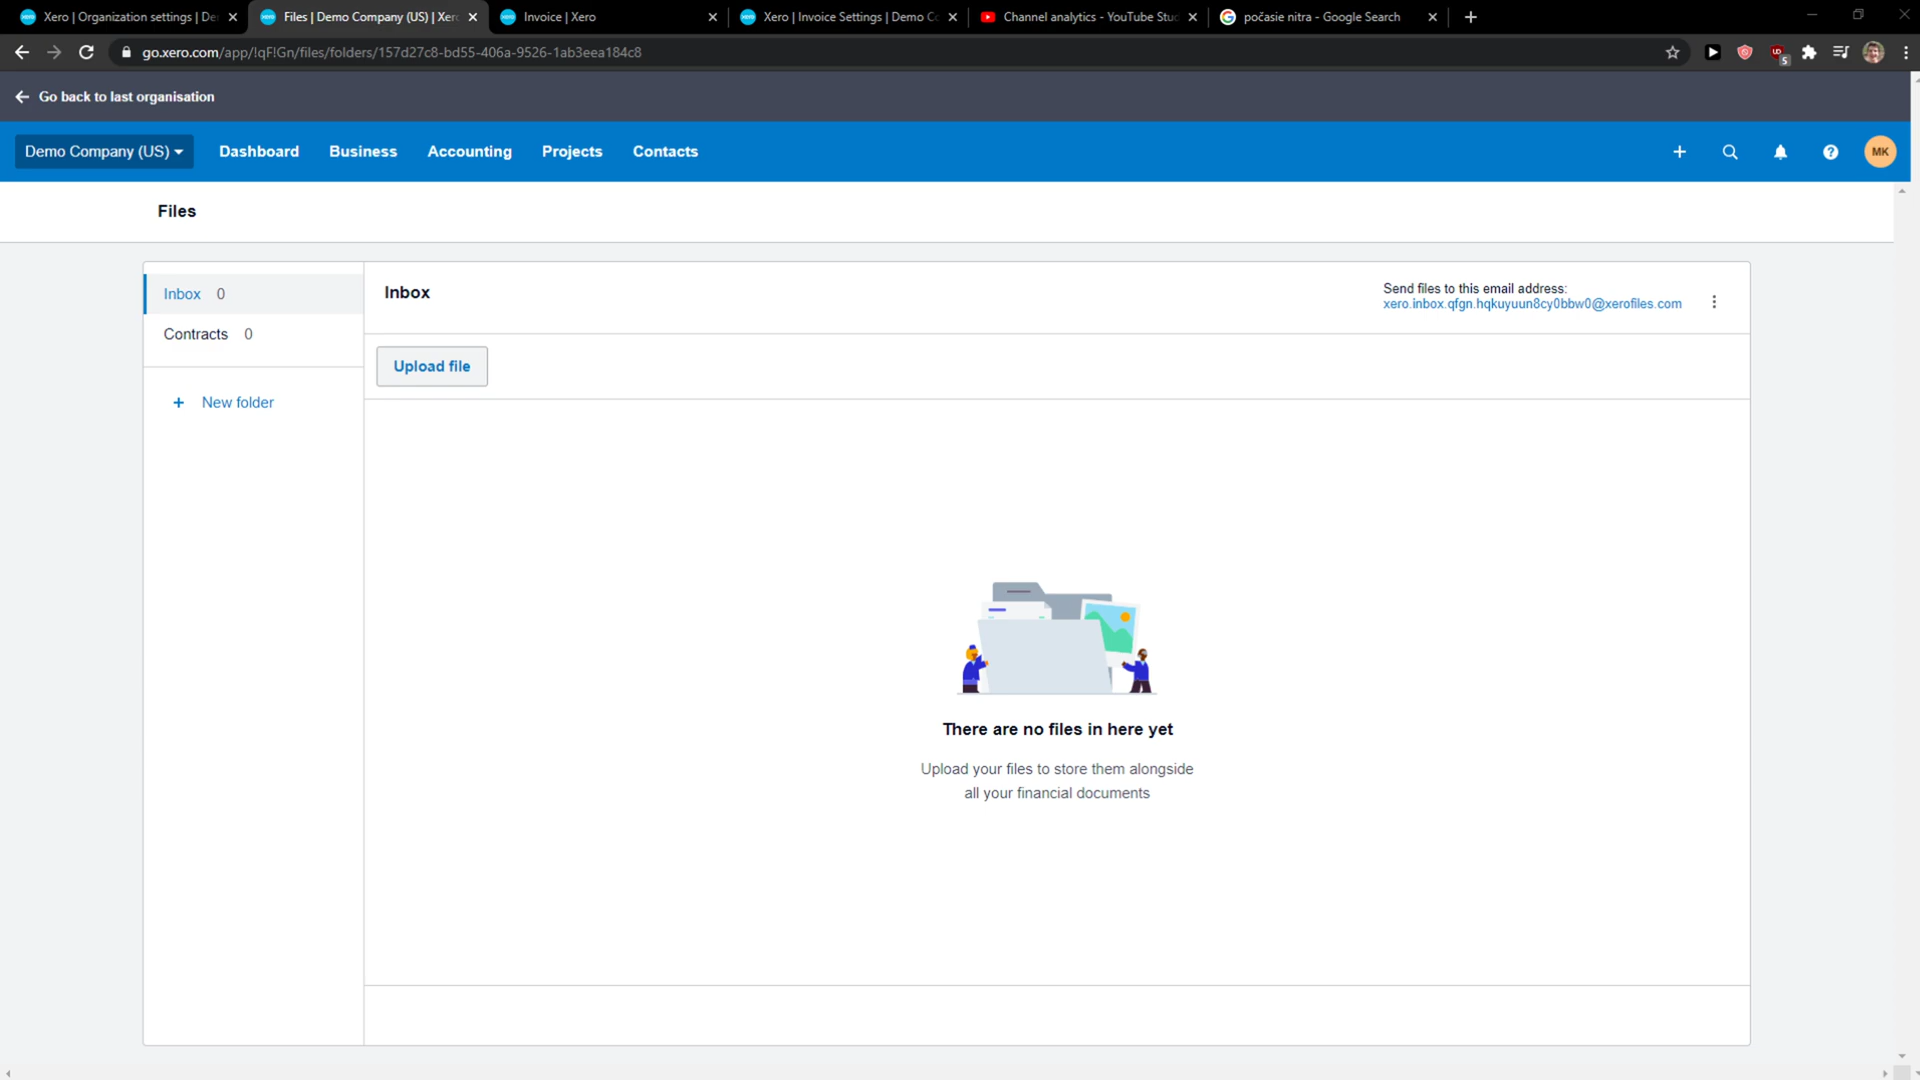 Xero | Organization settings | De
Files | Demo Company (US) | Xero
Invoice | Xero
Xero | Invoice Settings | Demo Co
Channel analytics - YouTube Stud
počasie nitra - Google Search
go.xero.com/app/!qF!Gn/files/folders/157d27c8-bd55-406a-9526-1ab3eea184c8
5
Go back to last organisation
Demo Company (US)
Dashboard
Business
Accounting
Projects
Contacts
MK
Files
Inbox 0
Contracts 0
+ New folder
Inbox
Send files to this email address:
xero.inbox.qfgn.hqkuyuun8cy0bbw0@xerofiles.com
Upload file
There are no files in here yet
Upload your files to store them alongside
all your financial documents